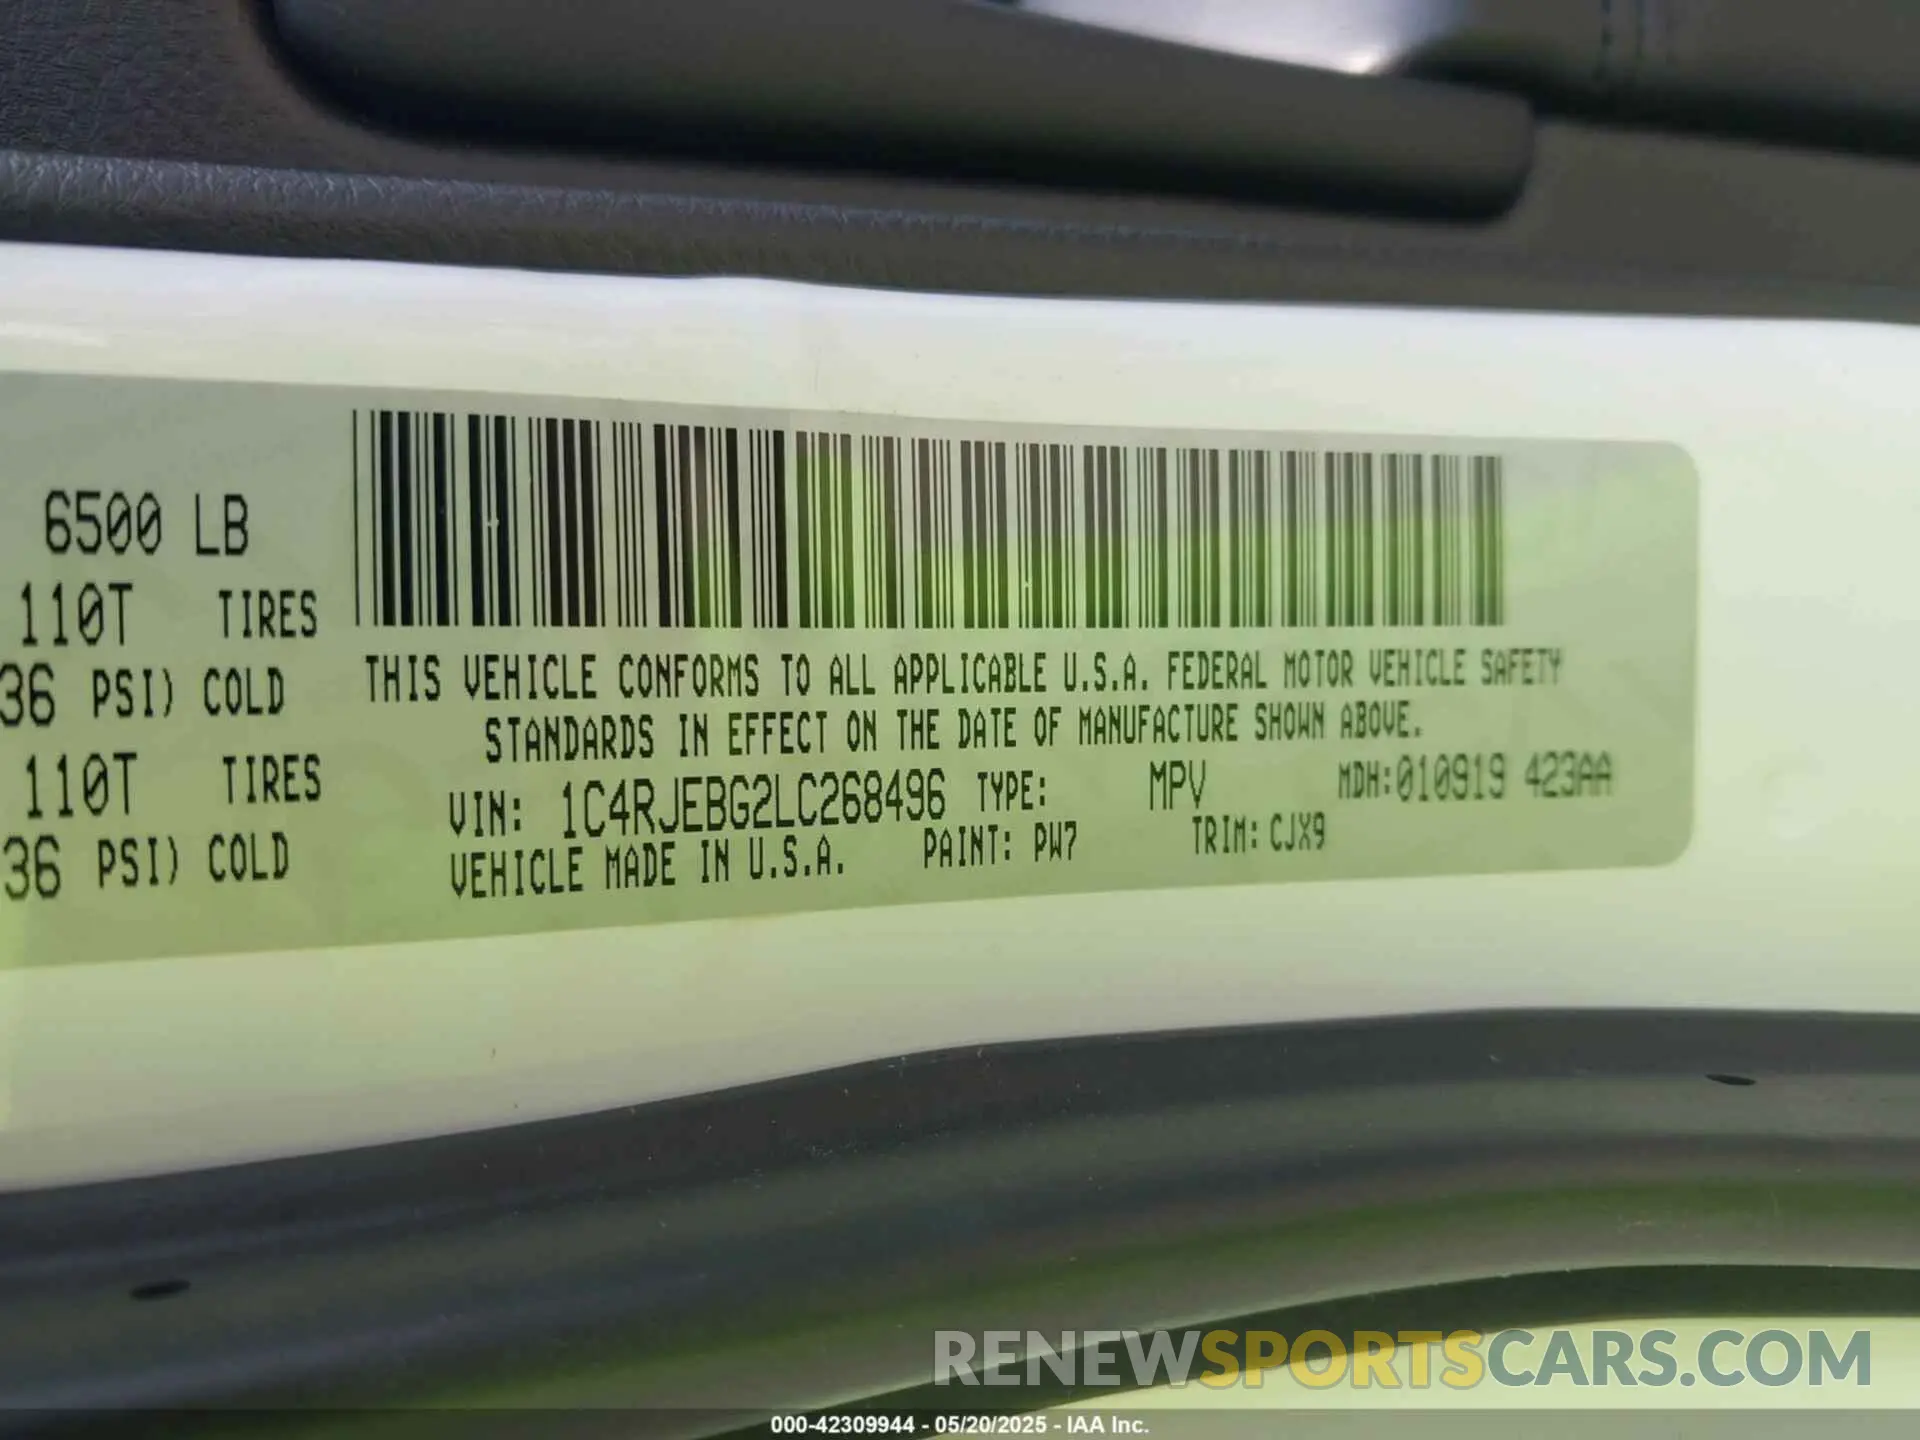 6500 LB
110T TIRES
36 PSI) COLD
110T TIRES
36 PSI) COLD
THIS VEHICLE CONFORMS TO ALL APPLICABLE U.S.A. FEDERAL MOTOR VEHICLE SAFETY
STANDARDS IN EFFECT ON THE DATE OF MANUFACTURE SHOWN ABOVE.
VIN: 1C4RJEBG2LC268496 TYPE: MPV MDH:010919 423AA
VEHICLE MADE IN U.S.A. PAINT: PW7 TRIM: CJX9
RENEWSPORTSCARS.COM
000-42309944 - 05/20/2025 - IAA Inc.